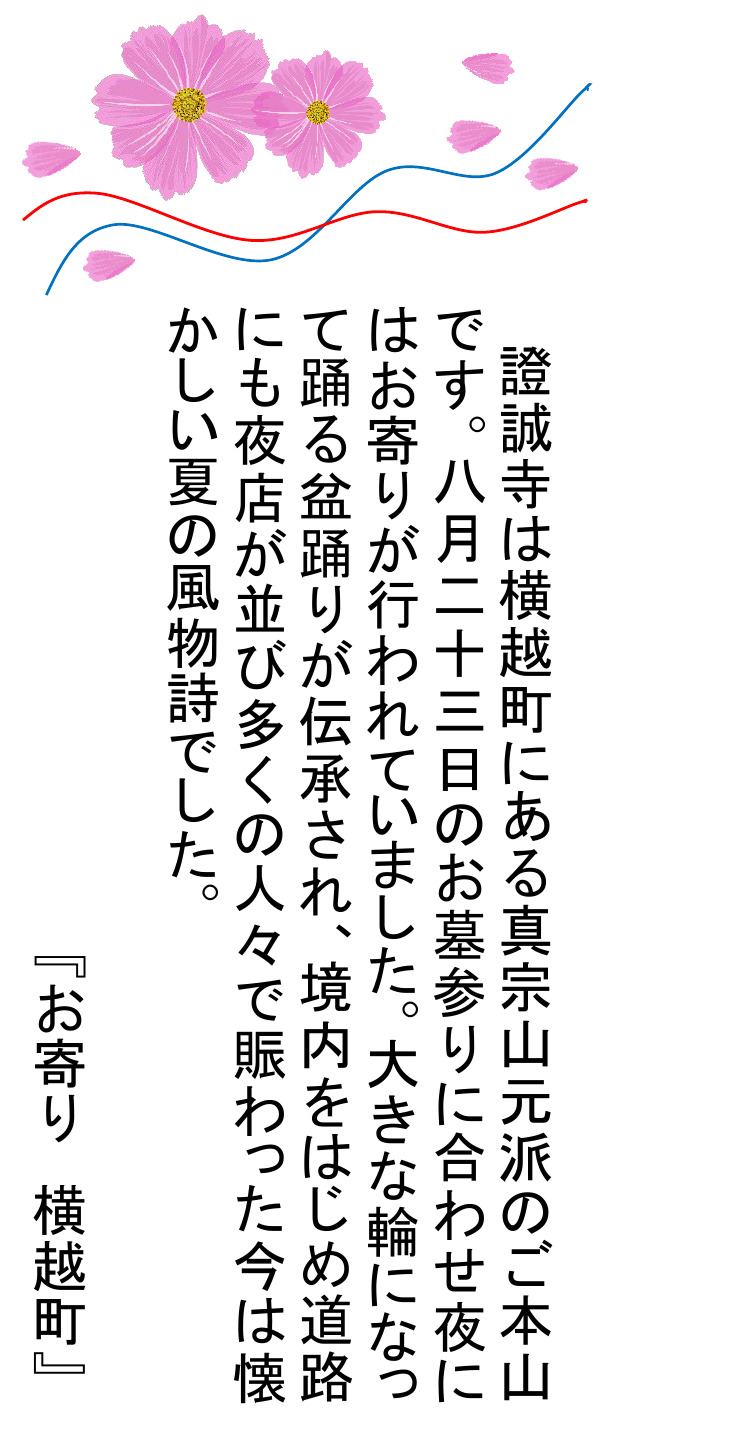 證誠寺は横越町にある真宗山元派のご本山
です。八月二十三日のお墓参りに合わせ夜に
はお寄りが行われていました。大きな輪になっ
て踊る盆踊りが伝承され、境内をはじめ道路
にも夜店が並び多くの人々で賑わった今は懐
かしい夏の風物詩でした。
『お寄り　横越町』